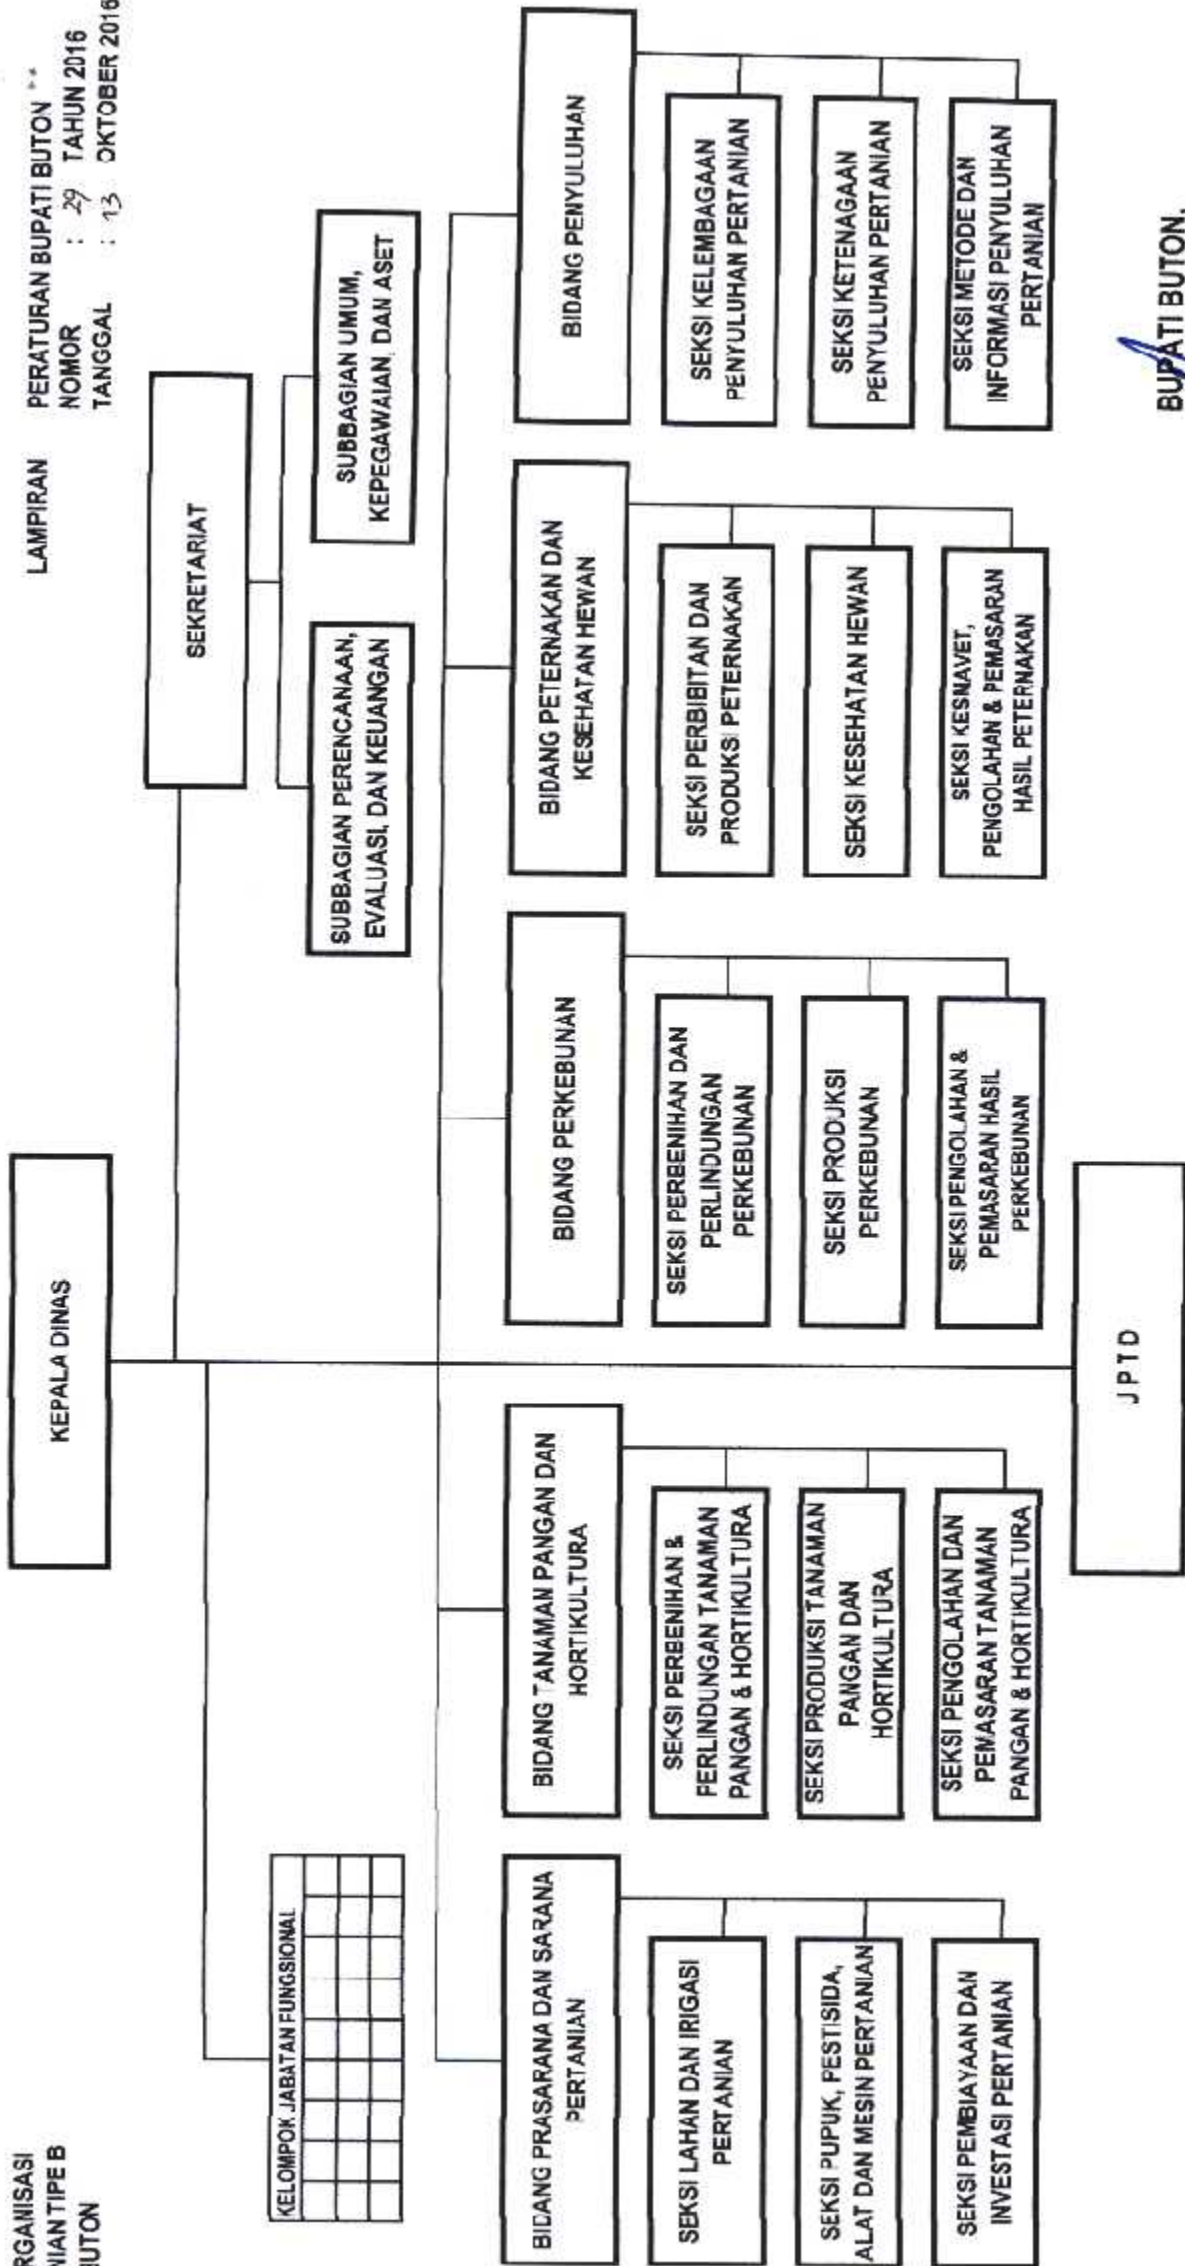 RGANISASI
NIAN TIPE B
UTON
LAMPIRAN
PERATURAN BUPATI BUTON
NOMOR : 29 TAHUN 2016
TANGGAL : 13 OKTOBER 2016
KEPALA DINAS
SEKRETARIAT
KELOMPOK JABATAN FUNGSIONAL
SUBBAGIAN PERENCANAAN,
EVALUASI, DAN KEUANGAN
SUBBAGIAN UMUM,
KEPEGAWAIAN, DAN ASET
BIDANG PRASARANA DAN SARANA
PERTANIAN
SEKSI LAHAN DAN IRIGASI
PERTANIAN
SEKSI PUPUK, PESTISIDA,
ALAT DAN MESIN PERTANIAN
SEKSI PEMBIAYAAN DAN
INVESTASI PERTANIAN
BIDANG TANAMAN PANGAN DAN
HORTIKULTURA
SEKSI PERBENIHAN &
FERLINDUNGAN TANAMAN
PANGAN & HORTIKULTURA
SEKSI PRODUKSI TANAMAN
PANGAN DAN
HORTIKULTURA
SEKSI PENGOLAHAN DAN
PEMASARAN TANAMAN
PANGAN & HORTIKULTURA
BIDANG PERKEBUNAN
SEKSI PERBENIHAN DAN
PERLINDUNGAN
PERKEBUNAN
SEKSI PRODUKSI
PERKEBUNAN
SEKSI PENGOLAHAN &
PEMASARAN HASIL
PERKEBUNAN
BIDANG PETERNAKAN DAN
KESEHATAN HEWAN
SEKSI PERBIBITAN DAN
PRODUKSI PETERNAKAN
SEKSI KESEHATAN HEWAN
SEKSI KESNAVET,
PENGOLAHAN & PEMASARAN
HASIL PETERNAKAN
BIDANG PENYULUHAN
SEKSI KELEMBAGAAN
PENYULUHAN PERTANIAN
SEKSI KETENAGAAN
PENYULUHAN PERTANIAN
SEKSI METODE DAN
INFORMASI PENYULUHAN
PERTANIAN
JPTD
BUPATI BUTON,